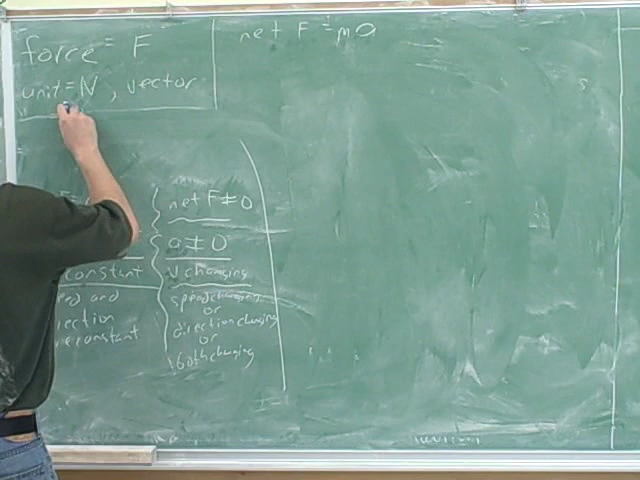 force = F
unit = N, vector
net F = ma
net F ≠ 0
a ≠ 0
constant
v changing
and
speed changing
or
direction changing
constant
or
both changing